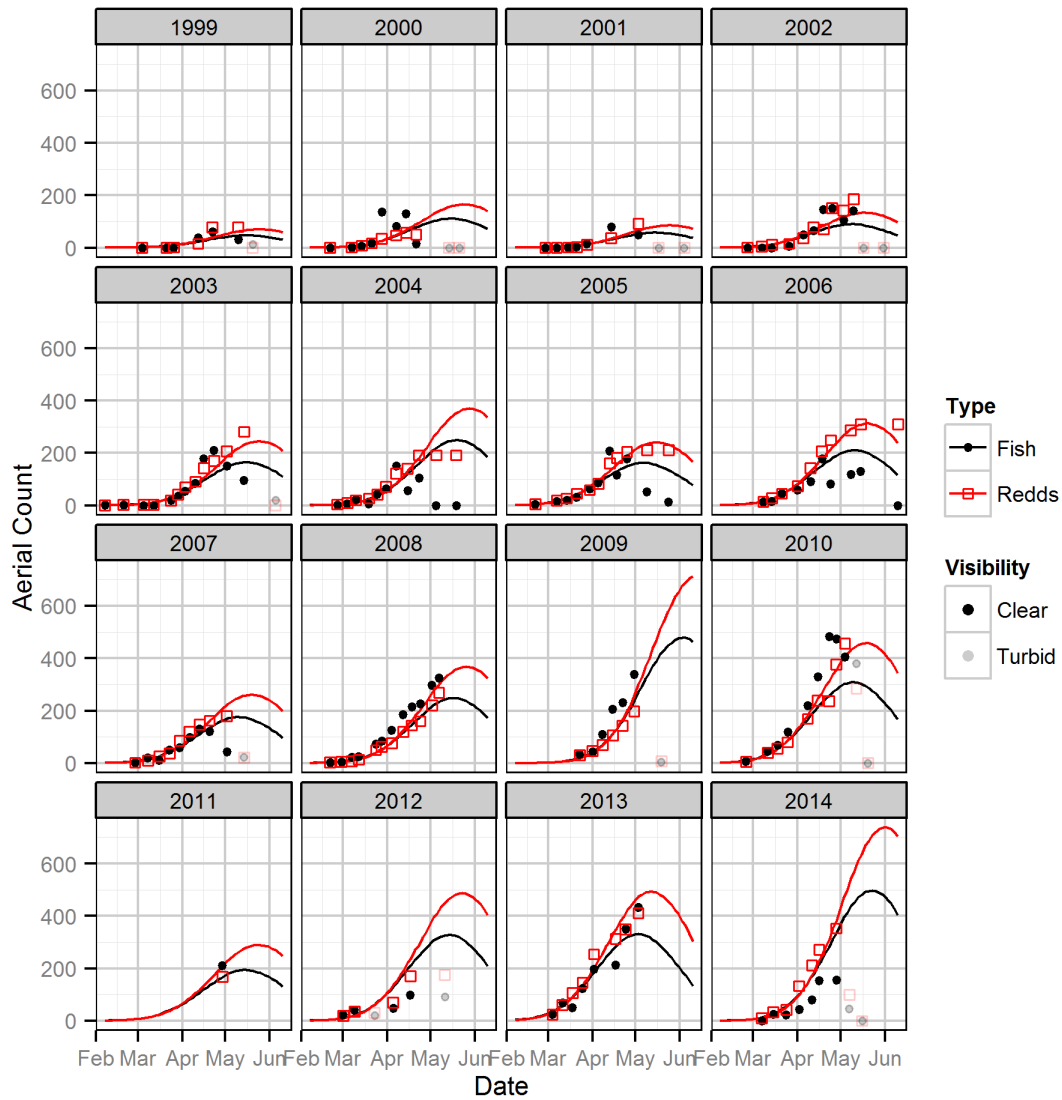 1999 2000 2001 2002
600
400
200
0
2003 2004 2005 2006
600
400
200
0
2007 2008 2009 2010
600
400
200
0
2011 2012 2013 2014
600
400
200
0
Feb Mar Apr May Jun Feb Mar Apr May Jun Feb Mar Apr May Jun Feb Mar Apr May Jun
Date
Aerial Count
Type
Fish
Redds
Visibility
Clear
Turbid